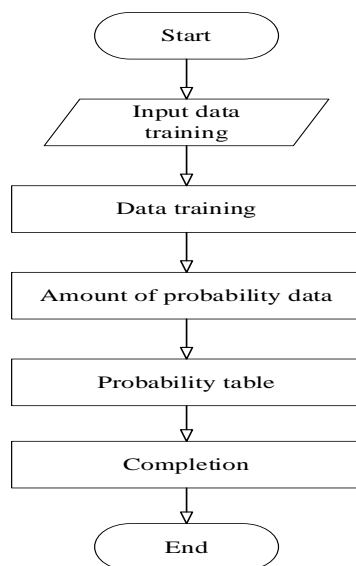 Start
Input data
training
Data training
Amount of probability data
Probability table
Completion
End